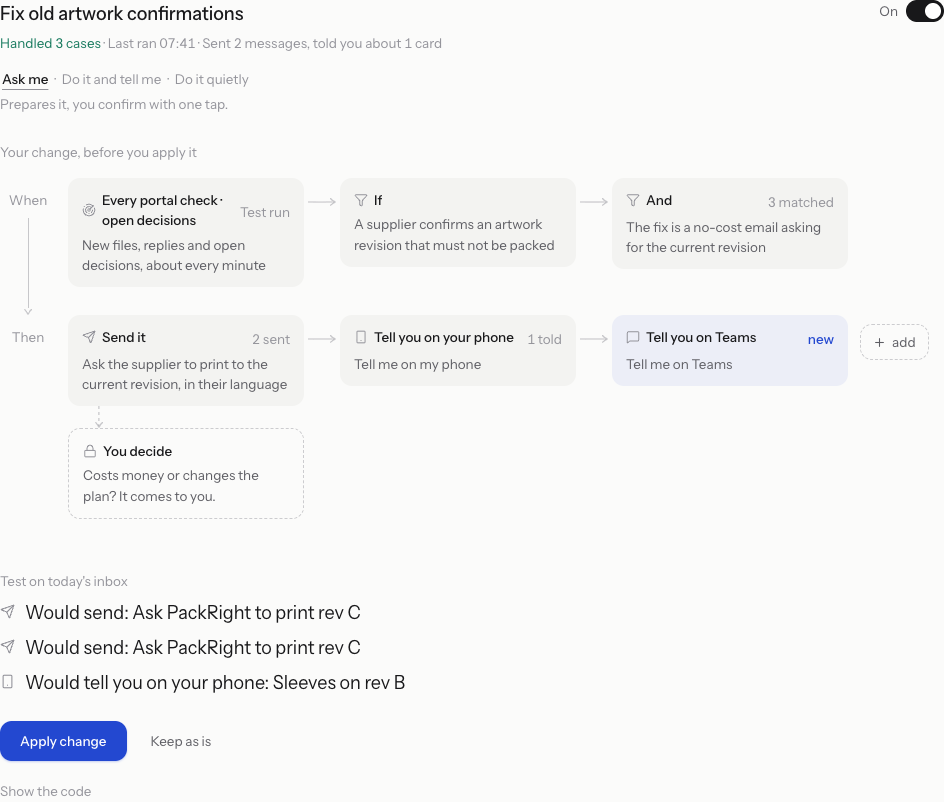 Fix old artwork confirmations
On
Handled 3 cases · Last ran 07:41 · Sent 2 messages, told you about 1 card
Ask me · Do it and tell me · Do it quietly
Prepares it, you confirm with one tap.
Your change, before you apply it
When
Every portal check ·
open decisions
Test run
New files, replies and open
decisions, about every minute
If
A supplier confirms an artwork
revision that must not be packed
And
3 matched
The fix is a no-cost email asking
for the current revision
Then
Send it
2 sent
Ask the supplier to print to the
current revision, in their language
Tell you on your phone
1 told
Tell me on my phone
Tell you on Teams
new
Tell me on Teams
+ add
You decide
Costs money or changes the
plan? It comes to you.
Test on today's inbox
Would send: Ask PackRight to print rev C
Would send: Ask PackRight to print rev C
Would tell you on your phone: Sleeves on rev B
Apply change
Keep as is
Show the code